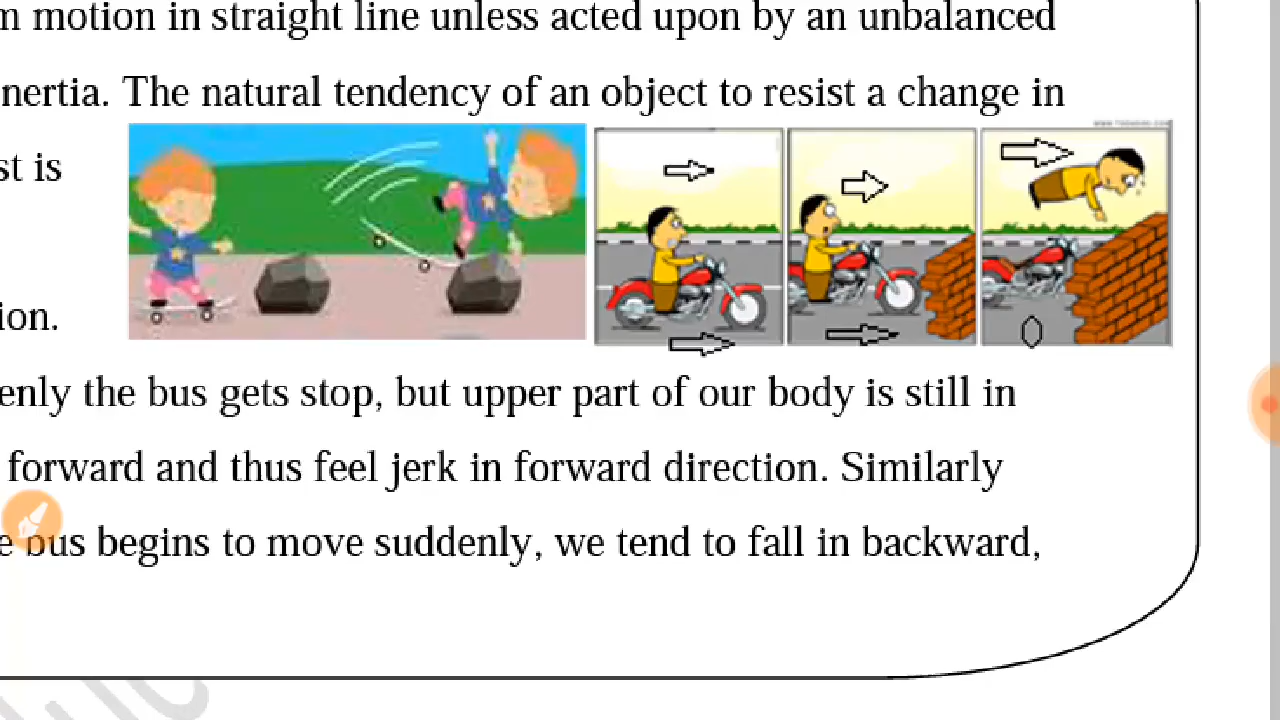 m motion in straight line unless acted upon by an unbalanced
nertia. The natural tendency of an object to resist a change in
st is
ion.
enly the bus gets stop, but upper part of our body is still in
forward and thus feel jerk in forward direction. Similarly
e bus begins to move suddenly, we tend to fall in backward,